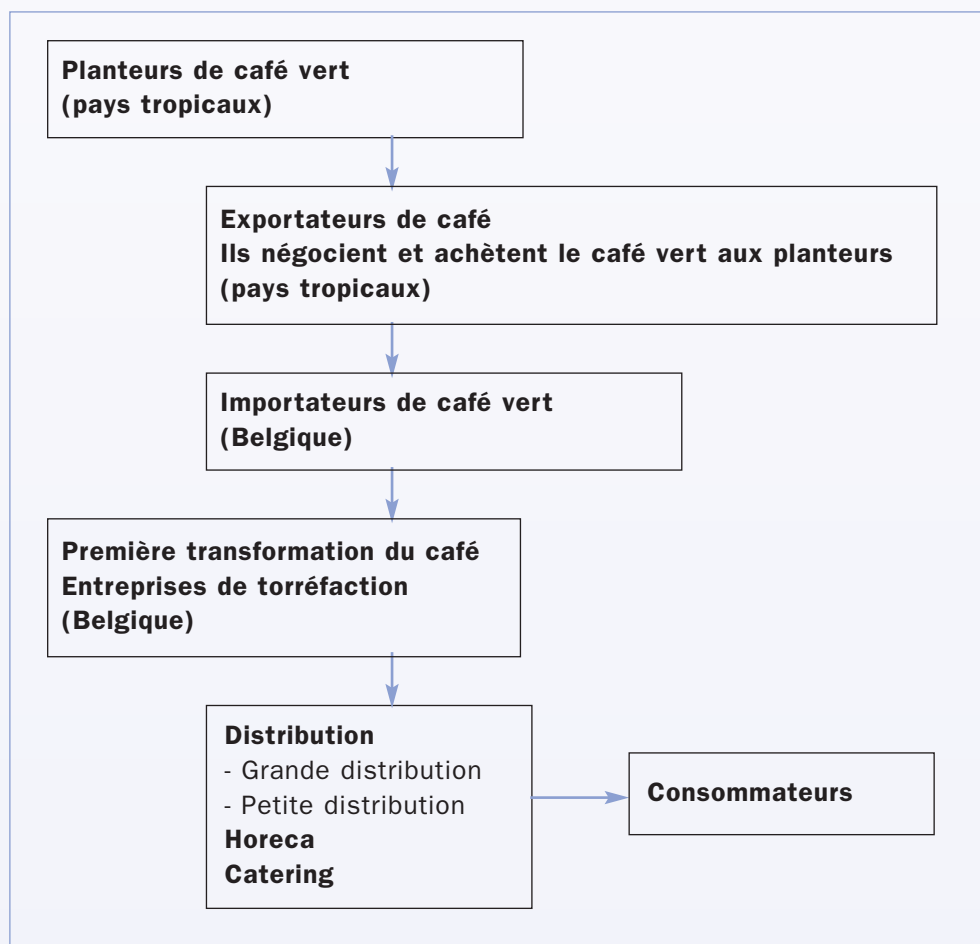 Planteurs de café vert
(pays tropicaux)
Exportateurs de café
Ils négocient et achètent le café vert aux planteurs
(pays tropicaux)
Importateurs de café vert
(Belgique)
Première transformation du café
Entreprises de torréfaction
(Belgique)
Distribution
- Grande distribution
- Petite distribution
Horeca
Catering
Consommateurs